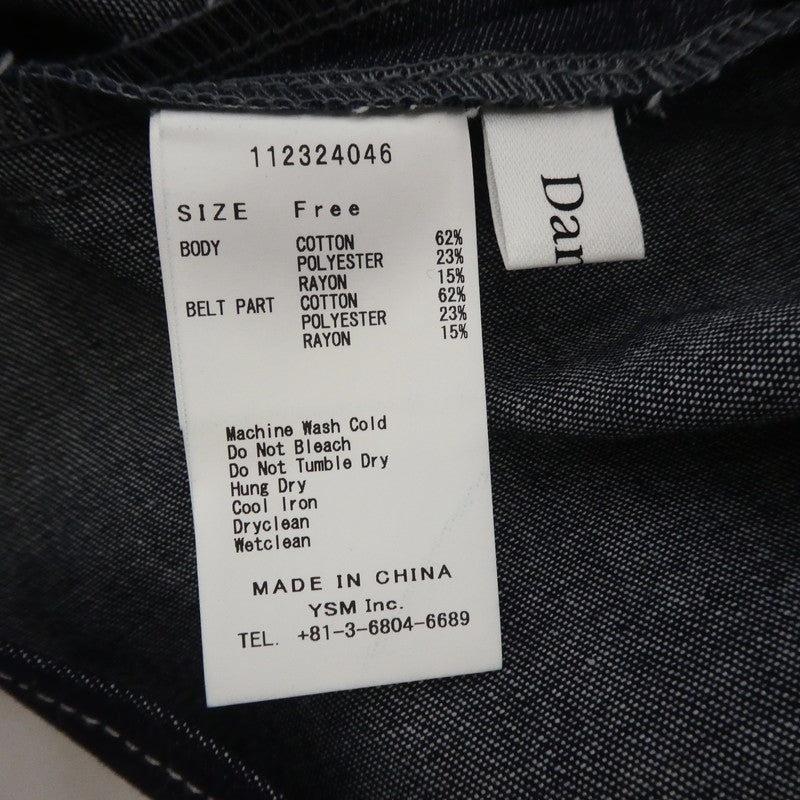 112324046
SIZE Free
BODY COTTON 62%
POLYESTER 23%
RAYON 15%
BELT PART COTTON 62%
POLYESTER 23%
RAYON 15%
Machine Wash Cold
Do Not Bleach
Do Not Tumble Dry
Hung Dry
Cool Iron
Dryclean
Wetclean
MADE IN CHINA
YSM Inc.
TEL. +81-3-6804-6689